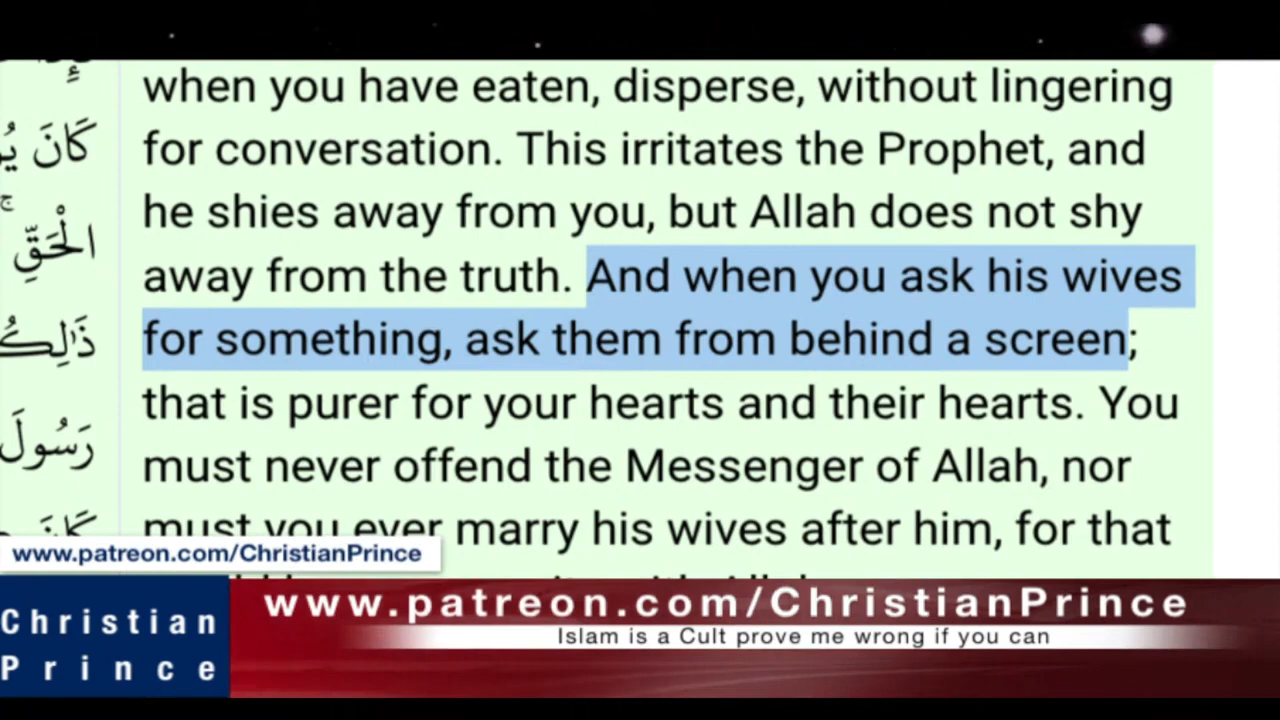 when you have eaten, disperse, without lingering
for conversation. This irritates the Prophet, and
he shies away from you, but Allah does not shy
away from the truth. And when you ask his wives
for something, ask them from behind a screen;
that is purer for your hearts and their hearts. You
must never offend the Messenger of Allah, nor
must you ever marry his wives after him, for that
كَانَ
الْحَقِّ ۚ
رَسُولَ
www.patreon.com/ChristianPrince
Christian
Prince
www.patreon.com/ChristianPrince
Islam is a Cult prove me wrong if you can